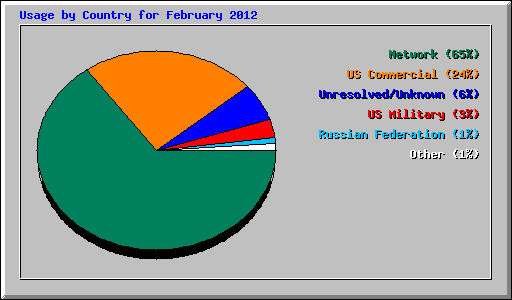 Usage by Country for February 2012
Network (65%)
US Commercial (24%)
Unresolved/Unknown (6%)
US Military (3%)
Russian Federation (1%)
Other (1%)